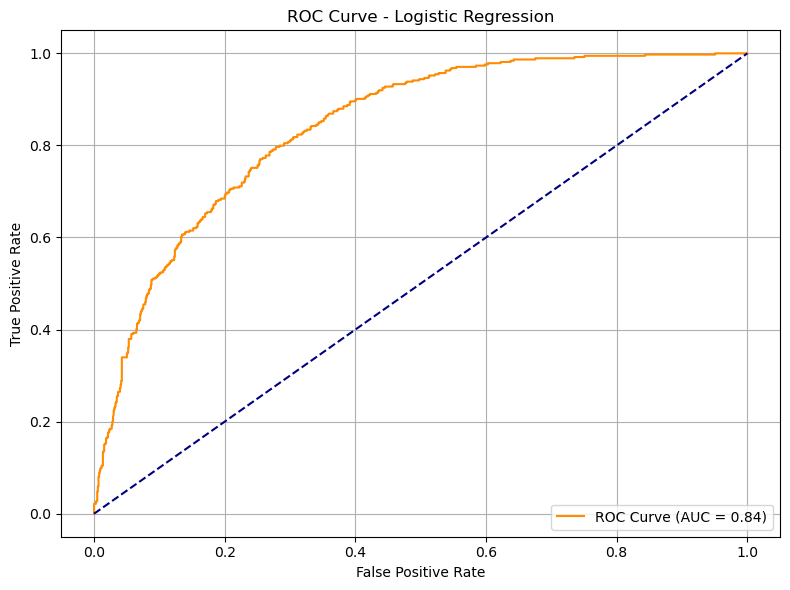 ROC Curve - Logistic Regression
True Positive Rate
1.0
0.8
0.6
0.4
0.2
0.0
ROC Curve (AUC = 0.84)
0.0 0.2 0.4 0.6 0.8 1.0
False Positive Rate